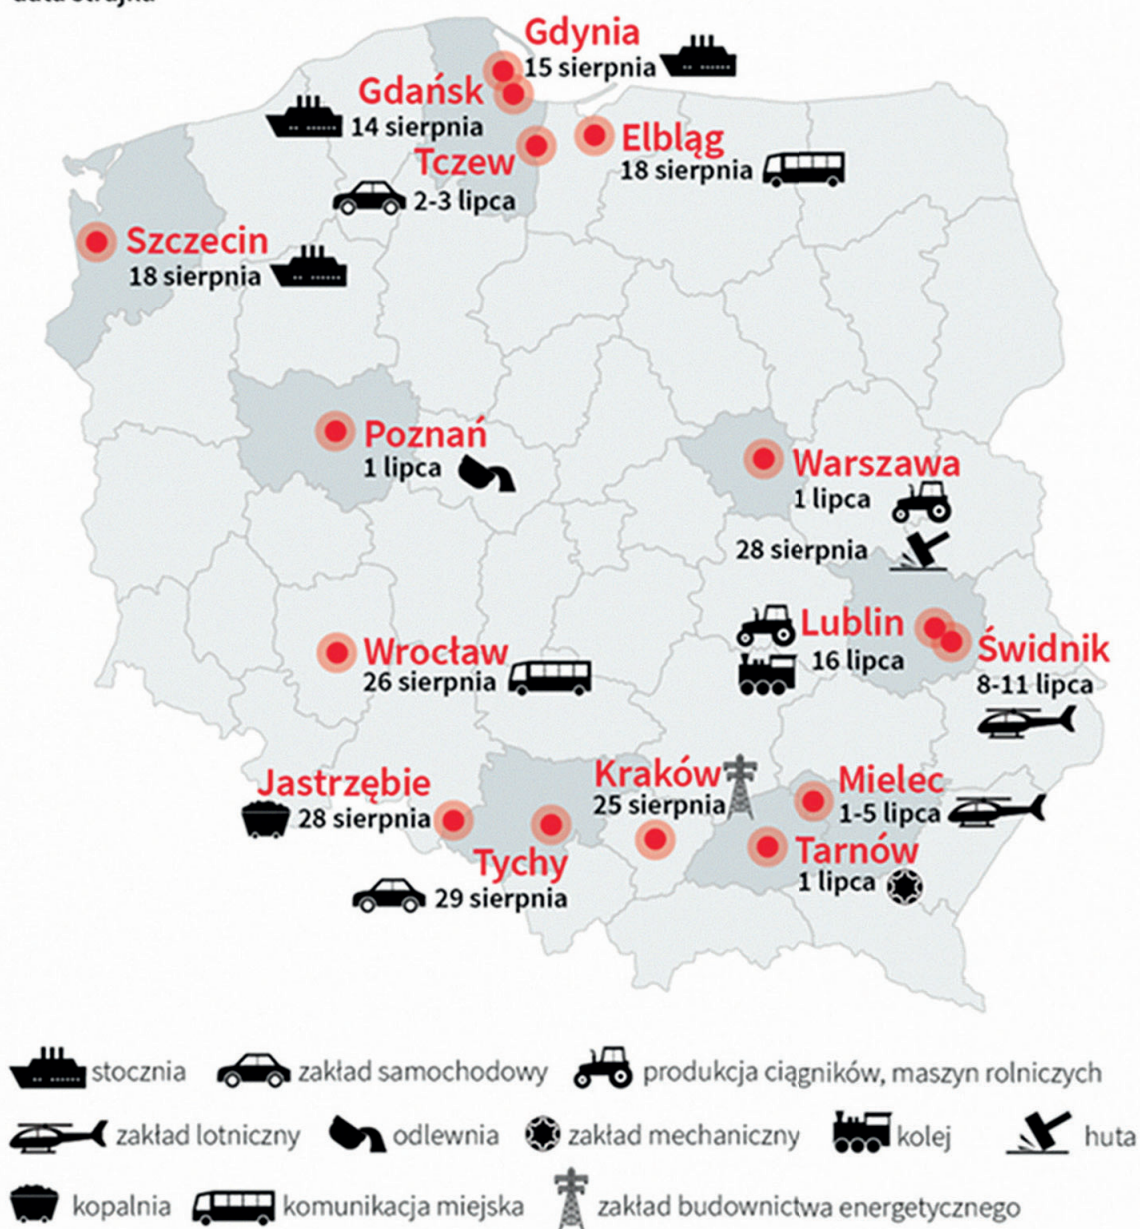 data strajku
Gdynia
15 sierpnia
Gdańsk
14 sierpnia
Tczew
2-3 lipca
Elbląg
18 sierpnia
Szczecin
18 sierpnia
Poznań
1 lipca
Warszawa
1 lipca
28 sierpnia
Lublin
16 lipca
Świdnik
8-11 lipca
Wrocław
26 sierpnia
Jastrzębie
28 sierpnia
Kraków
25 sierpnia
Mielec
1-5 lipca
Tychy
29 sierpnia
Tarnów
1 lipca
stocznia zakład samochodowy produkcja ciągników, maszyn rolniczych
zakład lotniczy odlewnia zakład mechaniczny kolej huta
kopalnia komunikacja miejska zakład budownictwa energetycznego